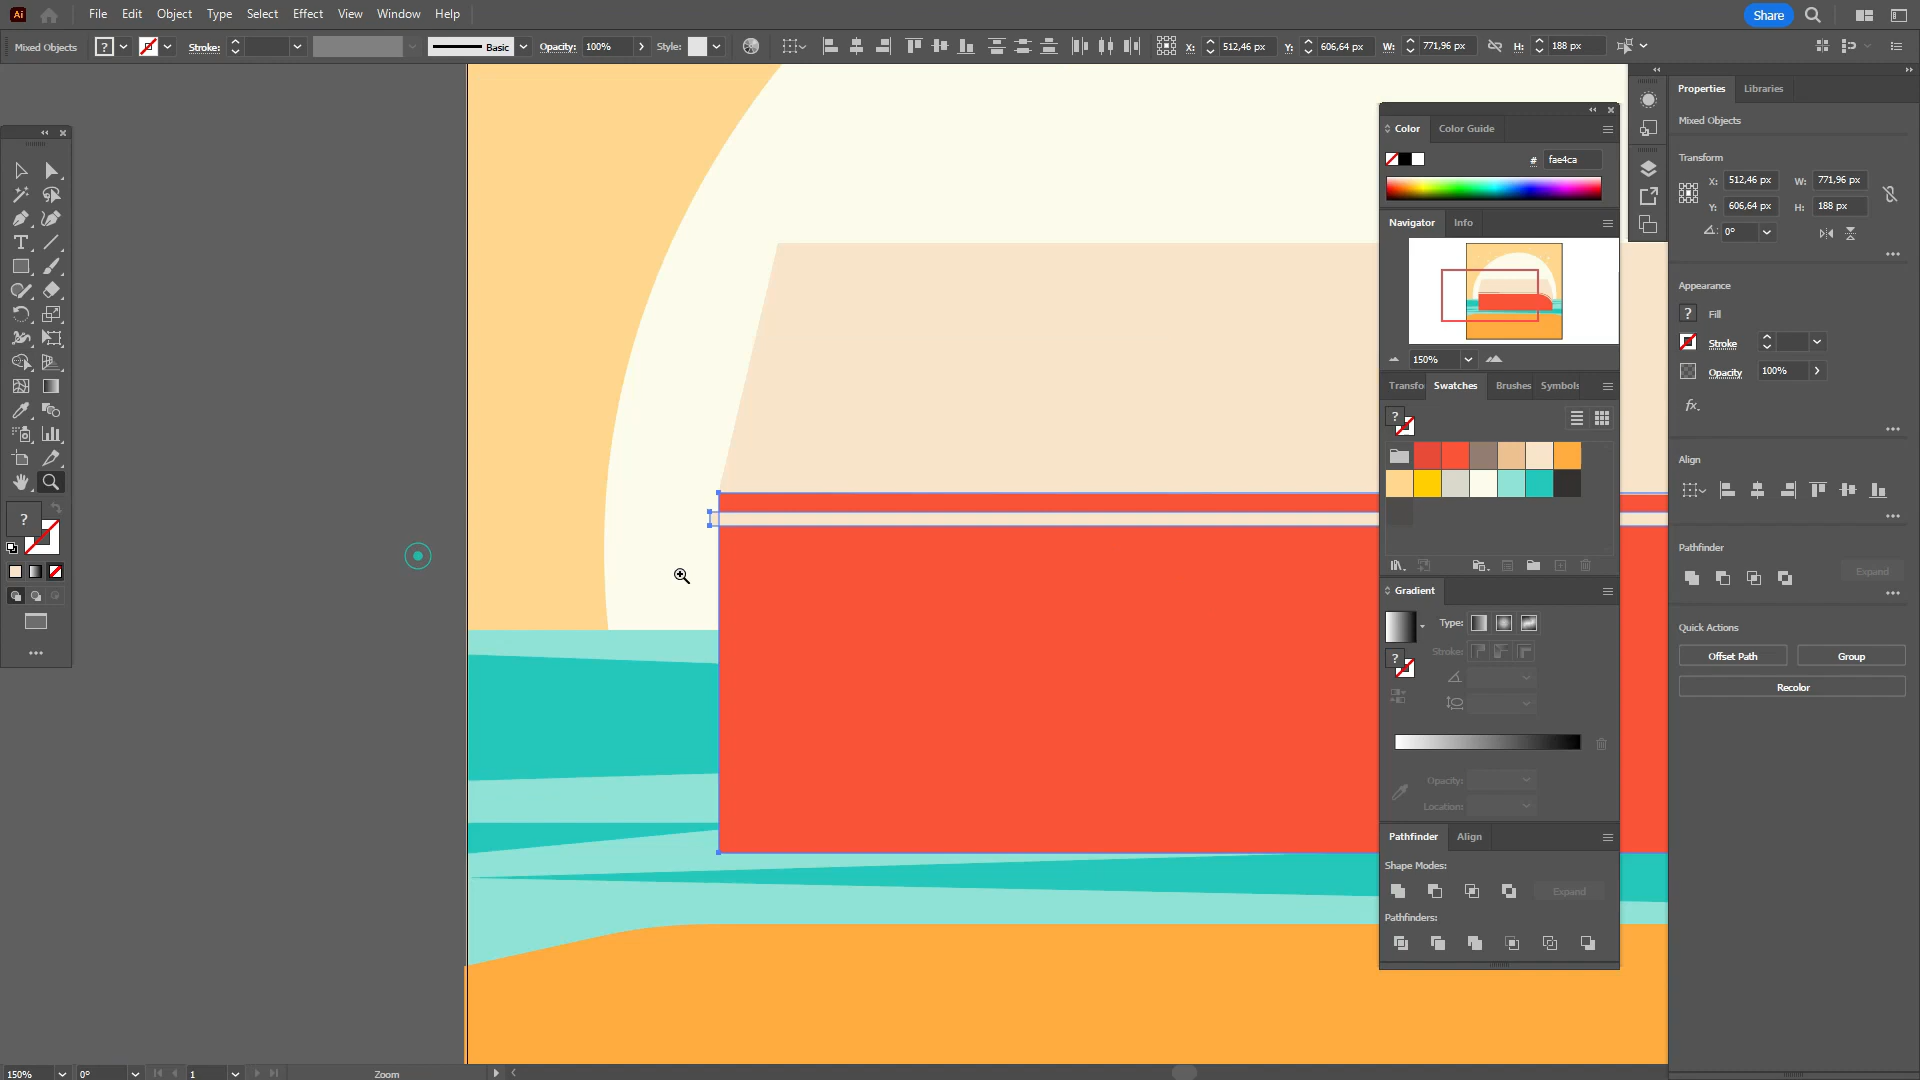 Ai File Edit Object Type Select Effect View Window Help Share
Mixed Objects ? Stroke: Basic Opacity: 100% Style: X: 512,46 px Y: 606,64 px W: 771,96 px H: 188 px
Properties Libraries
Mixed Objects
Transform
X: 512,46 px W: 771,96 px
Y: 606,64 px H: 188 px
0°
Appearance
? Fill
Stroke
Opacity 100%
fx.
Align
Pathfinder
Expand
Quick Actions
Offset Path Group
Recolor
Color Color Guide
# fae4ca
Navigator Info
150%
Transfo Swatches Brushes Symbols
?
Gradient
Type:
Stroke:
?
Opacity:
Location:
Pathfinder Align
Shape Modes:
Expand
Pathfinders:
T
?
150% 0° 1 Zoom